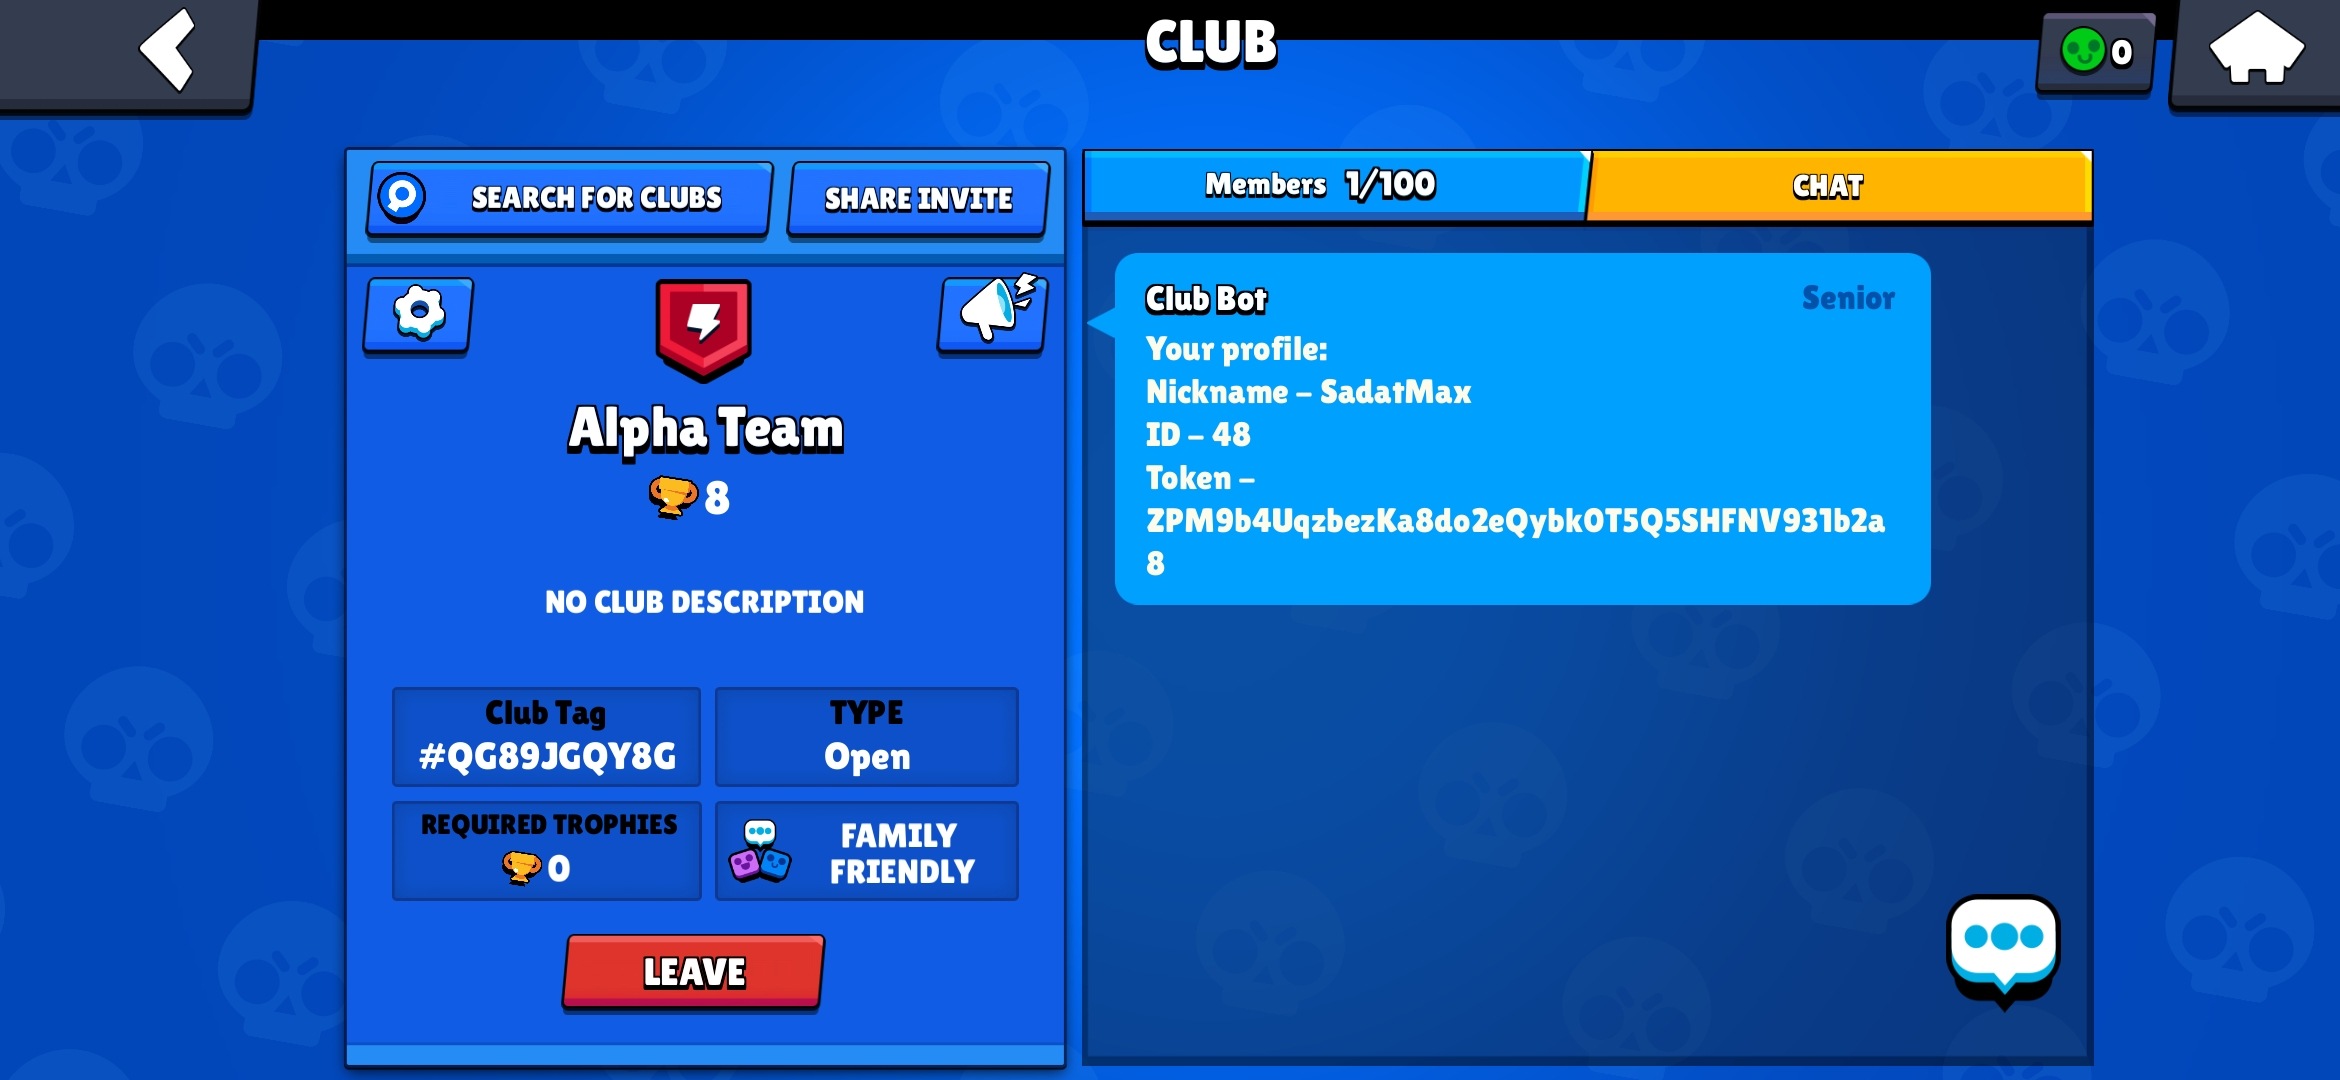 CLUB
0
SEARCH FOR CLUBS
SHARE INVITE
Alpha Team
8
NO CLUB DESCRIPTION
Club Tag
#QG89JGQY8G
TYPE
Open
REQUIRED TROPHIES
0
FAMILY
FRIENDLY
LEAVE
Members 1/100
CHAT
Club Bot
Senior
Your profile:
Nickname - SadatMax
ID - 48
Token -
ZPM9b4UqzbezKa8do2eQybkOT5Q5SHFNV931b2a
8